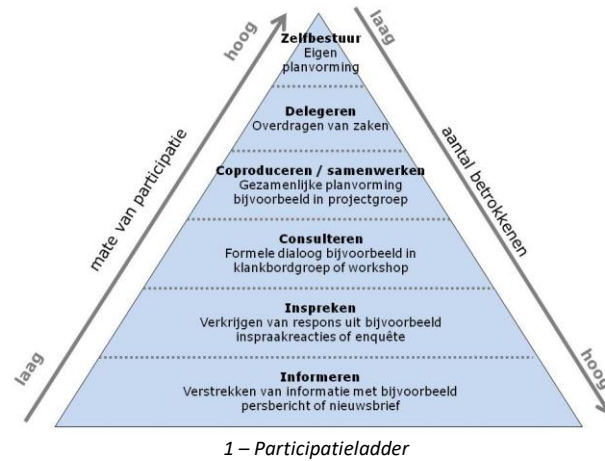 hoog
laag
Zelfbestuur
Eigen
planvorming
Delegeren
Overdragen van zaken
mate van participatie
aantal betrokkenen
Coproduceren / samenwerken
Gezamenlijke planvorming
bijvoorbeeld in projectgroep
Consulteren
Formele dialoog bijvoorbeeld in
klankbordgroep of workshop
Inspreken
Verkrijgen van respons uit bijvoorbeeld
inspraakreacties of enquête
laag
hoog
Informeren
Verstrekken van informatie met bijvoorbeeld
persbericht of nieuwsbrief
1 – Participatieladder